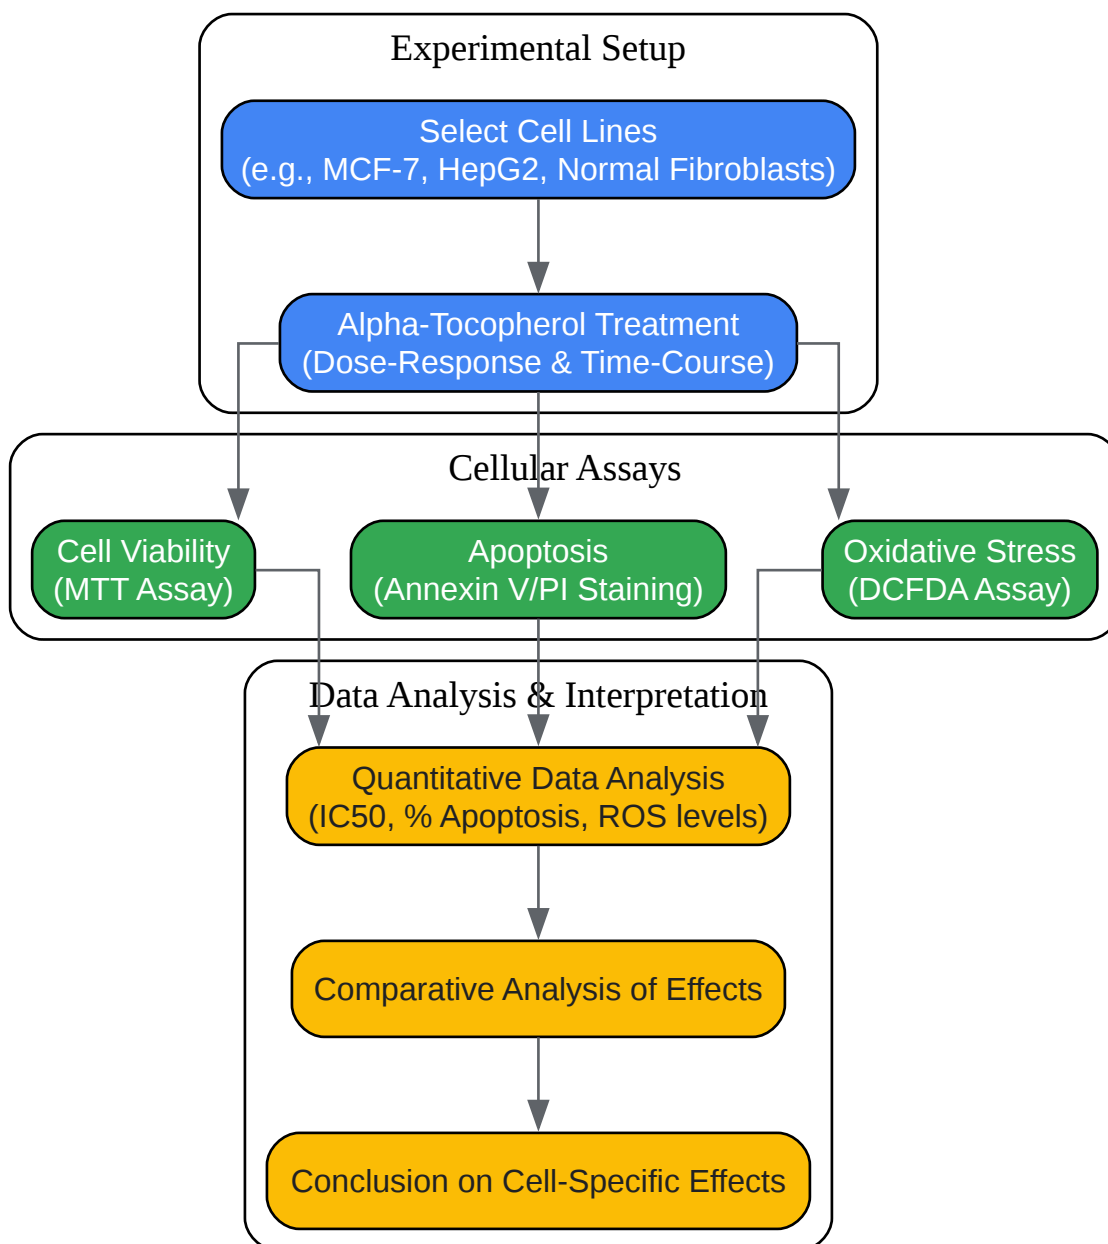 Experimental Setup
Select Cell Lines
(e.g., MCF-7, HepG2, Normal Fibroblasts)
Alpha-Tocopherol Treatment
(Dose-Response & Time-Course)
Cellular Assays
Cell Viability
(MTT Assay)
Apoptosis
(Annexin V/PI Staining)
Oxidative Stress
(DCFDA Assay)
Data Analysis & Interpretation
Quantitative Data Analysis
(IC50, % Apoptosis, ROS levels)
Comparative Analysis of Effects
Conclusion on Cell-Specific Effects